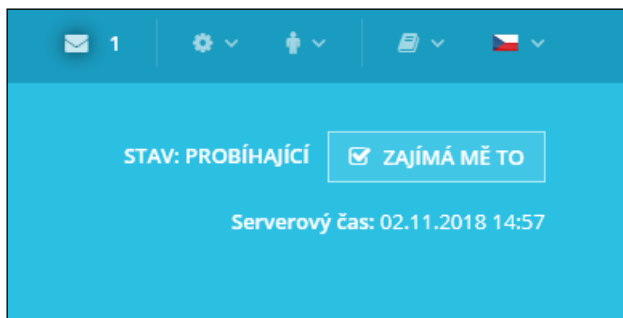 1
STAV: PROBÍHAJÍCÍ ZAJÍMÁ MĚ TO
Serverový čas: 02.11.2018 14:57